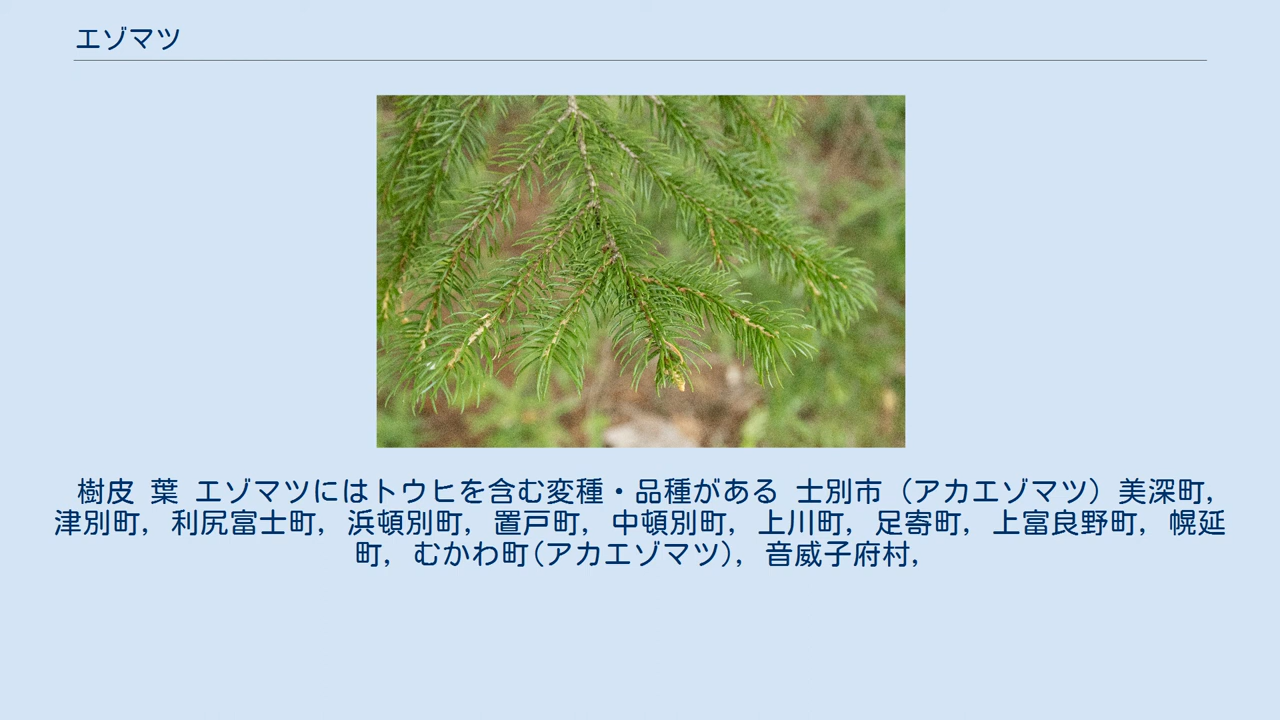 エゾマツ
樹皮 葉 エゾマツにはトウヒを含む変種・品種がある 士別市（アカエゾマツ）美深町,
津別町, 利尻富士町, 浜頓別町, 置戸町, 中頓別町, 上川町, 足寄町, 上富良野町, 幌延
町, むかわ町(アカエゾマツ), 音威子府村,